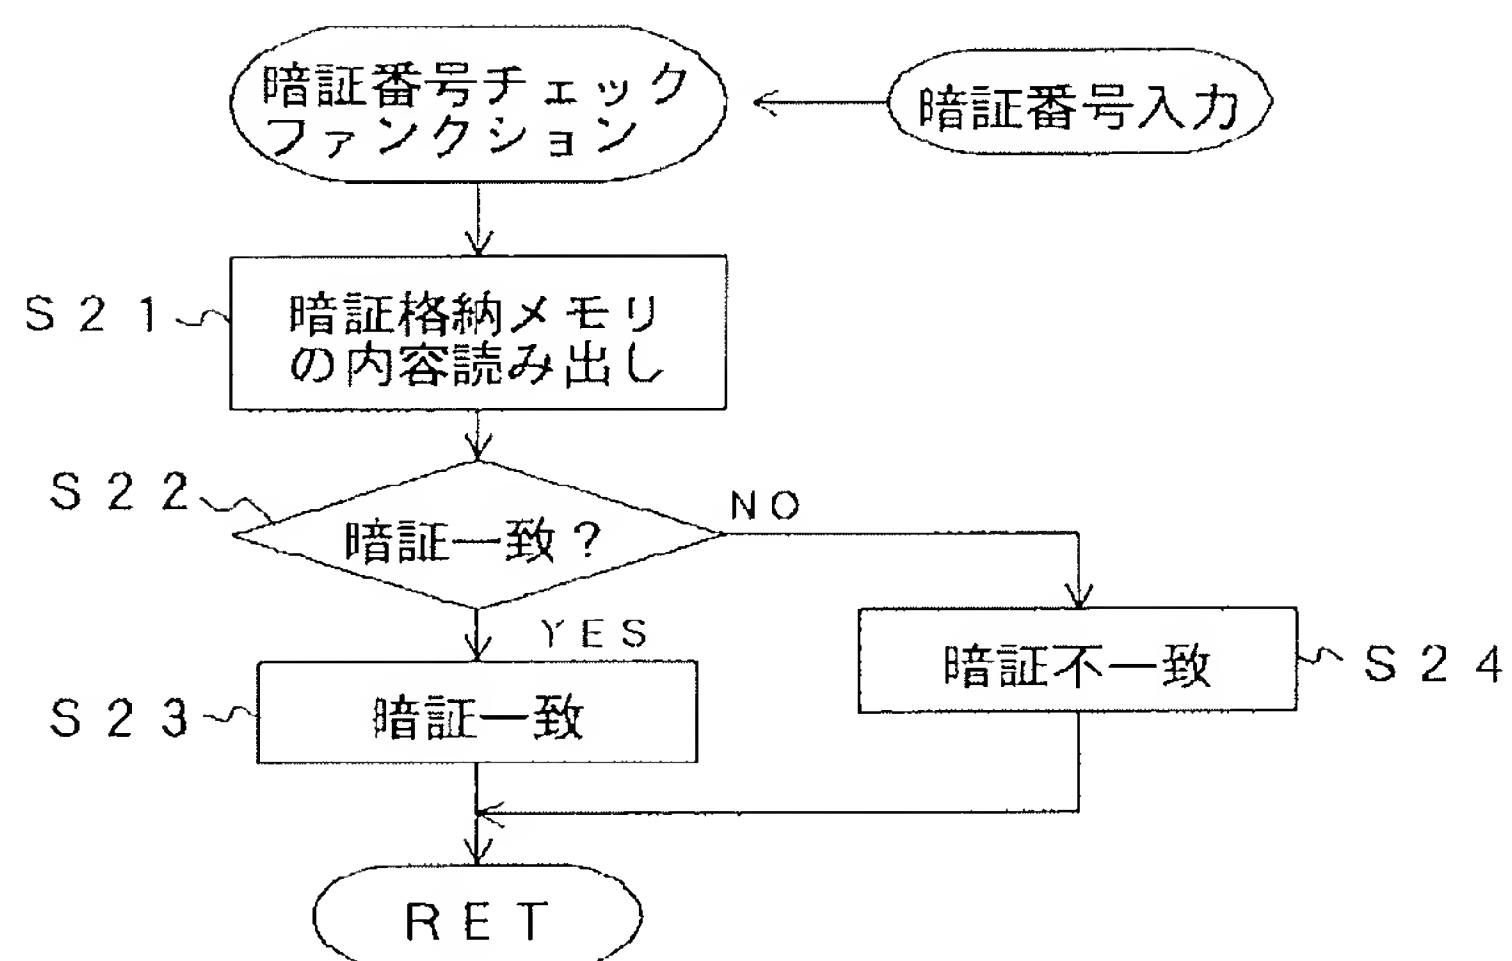 暗証番号チェック
ファンクション
暗証番号入力
S21
暗証格納メモリ
の内容読み出し
S22
暗証一致?
NO
YES
S23
暗証一致
暗証不一致
S24
RET